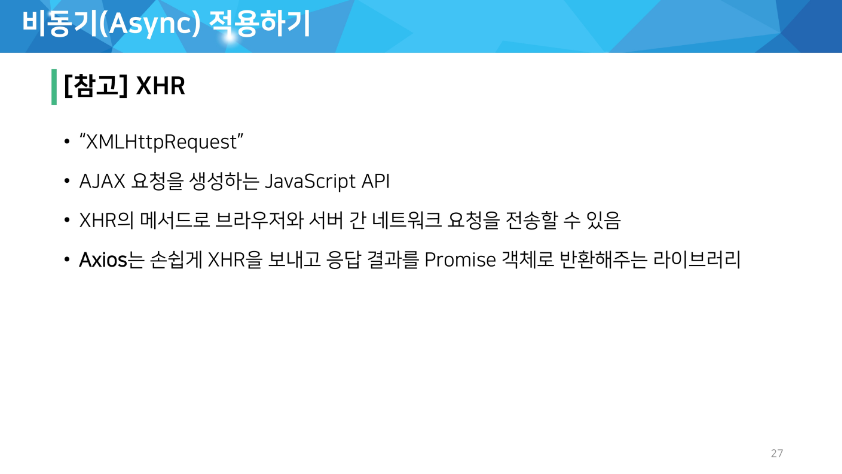 비동기(Async) 적용하기
[참고] XHR
• “XMLHttpRequest”
• AJAX 요청을 생성하는 JavaScript API
• XHR의 메서드로 브라우저와 서버 간 네트워크 요청을 전송할 수 있음
• Axios는 손쉽게 XHR을 보내고 응답 결과를 Promise 객체로 반환해주는 라이브러리
27